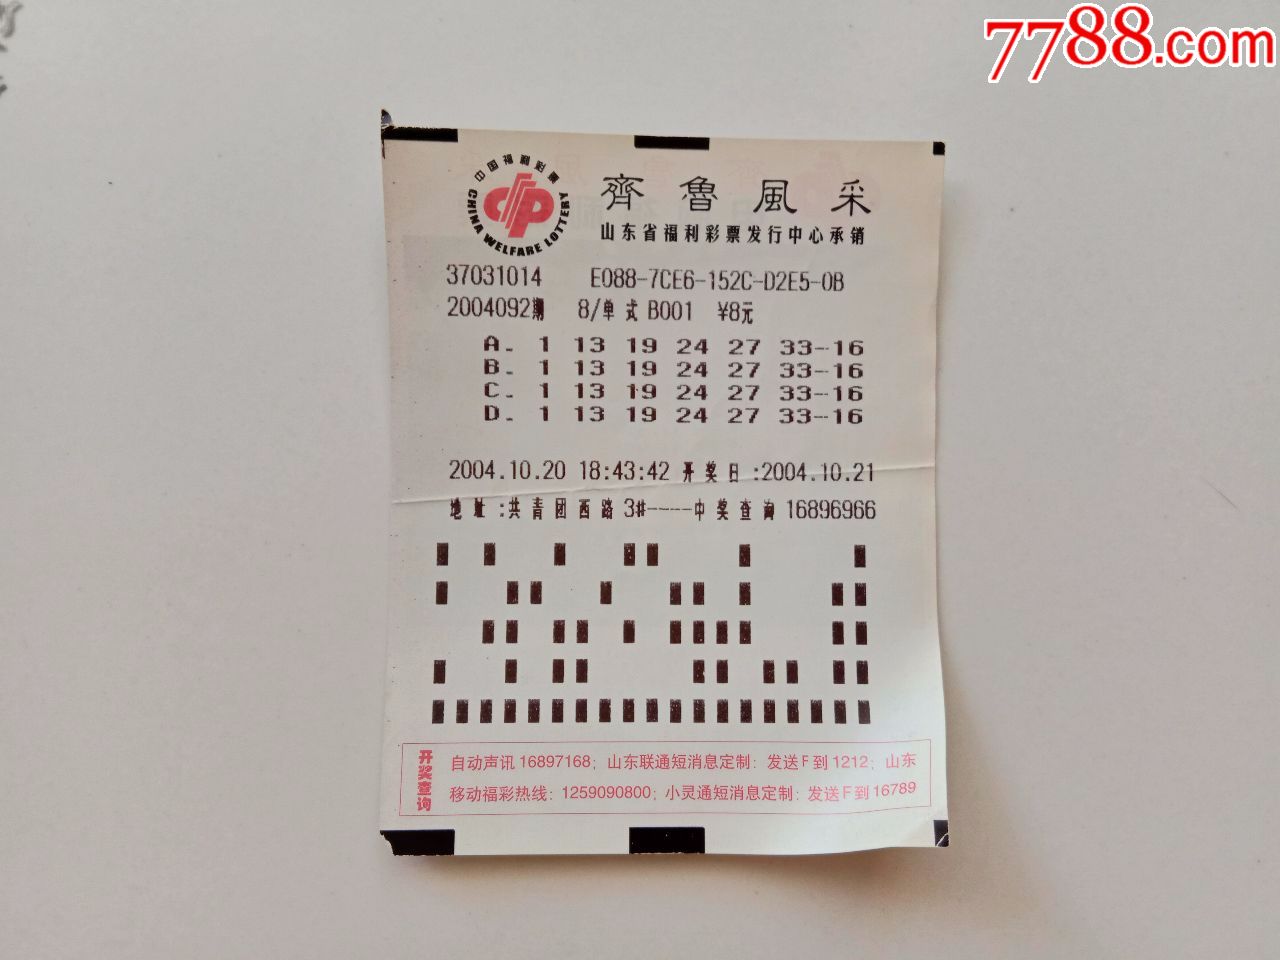 7788.com
中国福利彩票
CHINA WELFARE LOTTERY
齊魯風采
山东省福利彩票发行中心承销
37031014 E088-7CE6-152C-D2E5-0B
2004092期 8/单式 B001 ¥8元
A. 1 13 19 24 27 33-16
B. 1 13 19 24 27 33-16
C. 1 13 19 24 27 33-16
D. 1 13 19 24 27 33-16
2004.10.20 18:43:42 开奖日:2004.10.21
地址:共青团西路3#----中奖查询 16896966
开奖查询
自动声讯 16897168; 山东联通短消息定制: 发送F到 1212; 山东
移动福彩热线: 1259090800; 小灵通短消息定制: 发送F到 16789